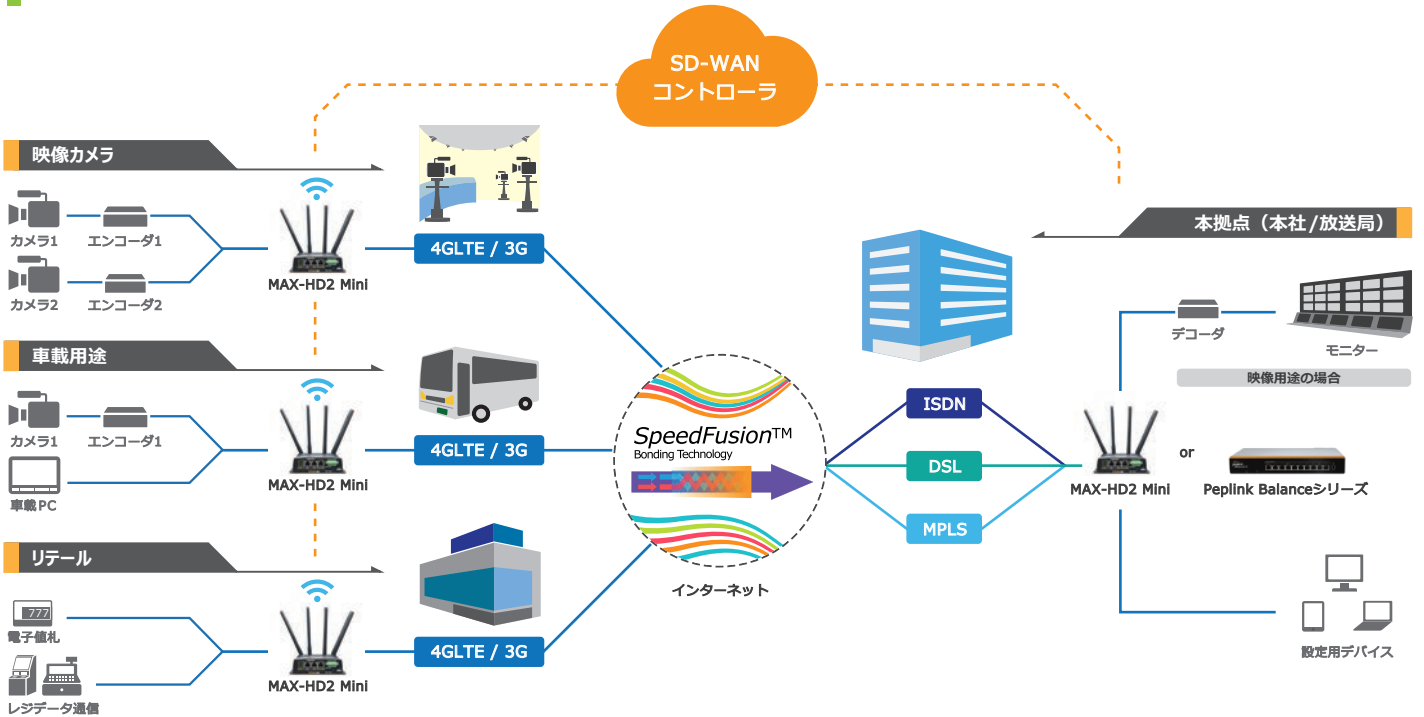 SD-WAN
コントローラ
映像カメラ
カメラ1
エンコーダ1
カメラ2
エンコーダ2
MAX-HD2 Mini
4GLTE / 3G
車載用途
カメラ1
エンコーダ1
車載PC
MAX-HD2 Mini
4GLTE / 3G
リテール
777
電子値札
レジデータ通信
MAX-HD2 Mini
4GLTE / 3G
SpeedFusion™
Bonding Technology
インターネット
ISDN
DSL
MPLS
本拠点（本社/放送局）
デコーダ
モニター
映像用途の場合
MAX-HD2 Mini
or
Peplink Balanceシリーズ
設定用デバイス